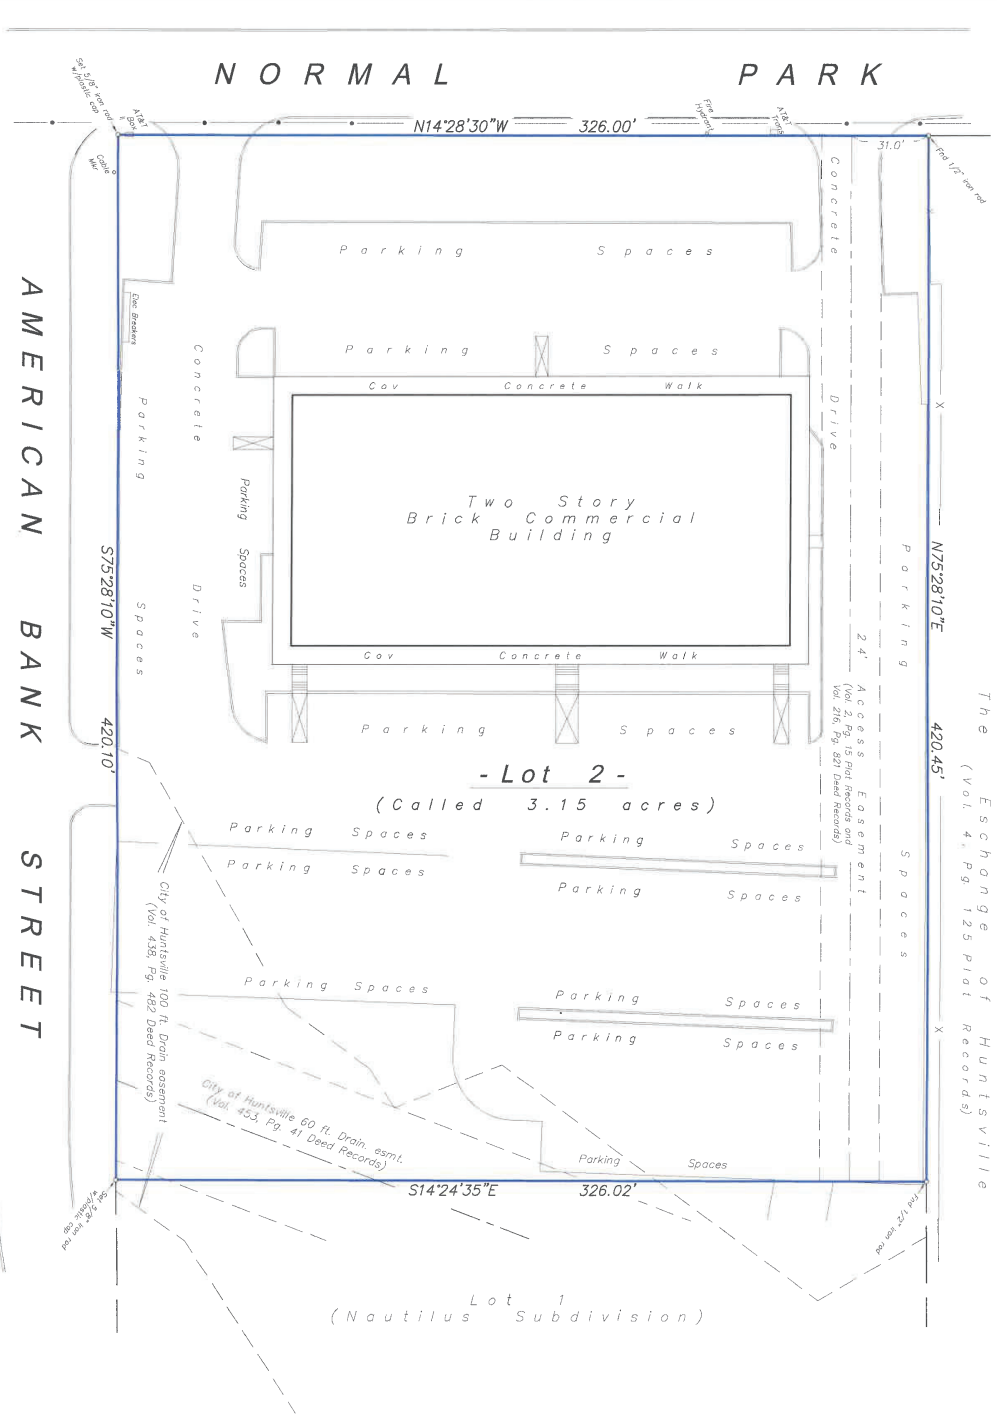 NORMAL PARK
Set 5/8" iron rod
w/plastic cap
AT&T
Box
N14°28'30"W 326.00'
Fire
Hydrant
AT&T
Trans
31.0'
Fnd 1/2" iron rod
Cable
Mkr
Concrete
Parking Spaces
Elec Breakers
Concrete
Parking Spaces
Cov Concrete Walk
Drive
Parking
Parking Spaces
Two Story
Brick Commercial
Building
AMERICAN BANK STREET
S75°28'10"W 420.10'
Drive
Spaces
Cov Concrete Walk
N75°28'10"E 420.45'
Parking Spaces
24' Access Easement
(Vol. 2, Pg. 15 Plat Records and
Vol. 216, Pg. 821 Deed Records)
Parking Spaces
The Eschange of Huntsville
(Vol. 4, Pg. 125 Plat Records)
- Lot 2 -
(Called 3.15 acres)
Parking Spaces
Parking Spaces
Parking Spaces
Parking Spaces
City of Huntsville 100 ft. Drain easement
(Vol. 438, Pg. 482 Deed Records)
Parking Spaces
Parking Spaces
Parking Spaces
City of Huntsville 60 ft. Drain. esmt.
(Vol. 453, Pg. 41 Deed Records)
Parking Spaces
S14°24'35"E 326.02'
Set 5/8" iron rod
w/plastic cap
Fnd 1/2" iron rod
Lot 1
(Nautilus Subdivision)